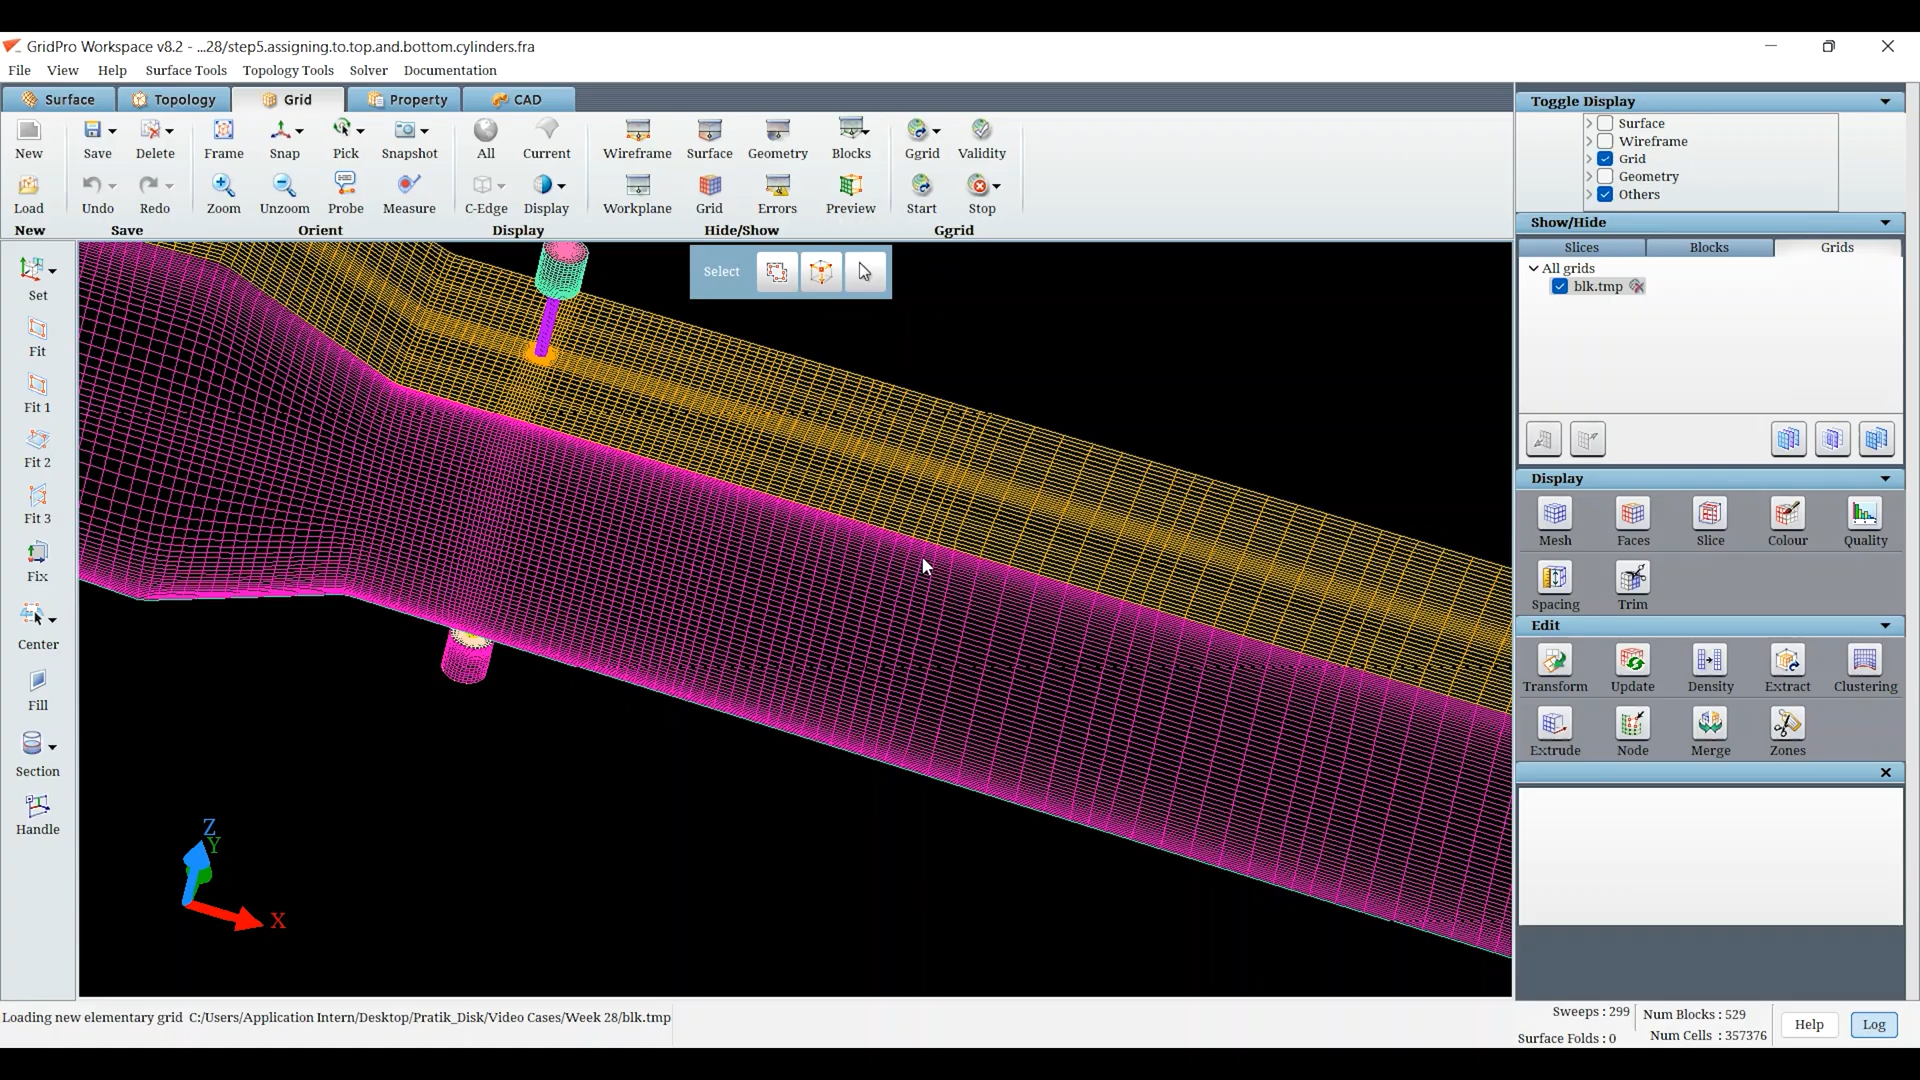 GridPro Workspace v8.2 - ...28/step5.assigning.to.top.and.bottom.cylinders.fra
File View Help Surface Tools Topology Tools Solver Documentation
Surface Topology Grid Property CAD
New Save Delete Frame Snap Pick Snapshot All Current Wireframe Surface Geometry Blocks Ggrid Validity
Load Undo Redo Zoom Unzoom Probe Measure C-Edge Display Workplane Grid Errors Preview Start Stop
New Save Orient Display Hide/Show Ggrid
Set
Fit
Fit 1
Fit 2
Fit 3
Fix
Center
Fill
Section
Handle
Select
Z
Y
X
Toggle Display
Surface
Wireframe
Grid
Geometry
Others
Show/Hide
Slices Blocks Grids
All grids
blk.tmp
Display
Mesh Faces Slice Colour Quality
Spacing Trim
Edit
Transform Update Density Extract Clustering
Extrude Node Merge Zones
Loading new elementary grid C:/Users/Application Intern/Desktop/Pratik_Disk/Video Cases/Week 28/blk.tmp
Sweeps : 299 Num Blocks : 529
Surface Folds : 0 Num Cells : 357376
Help Log